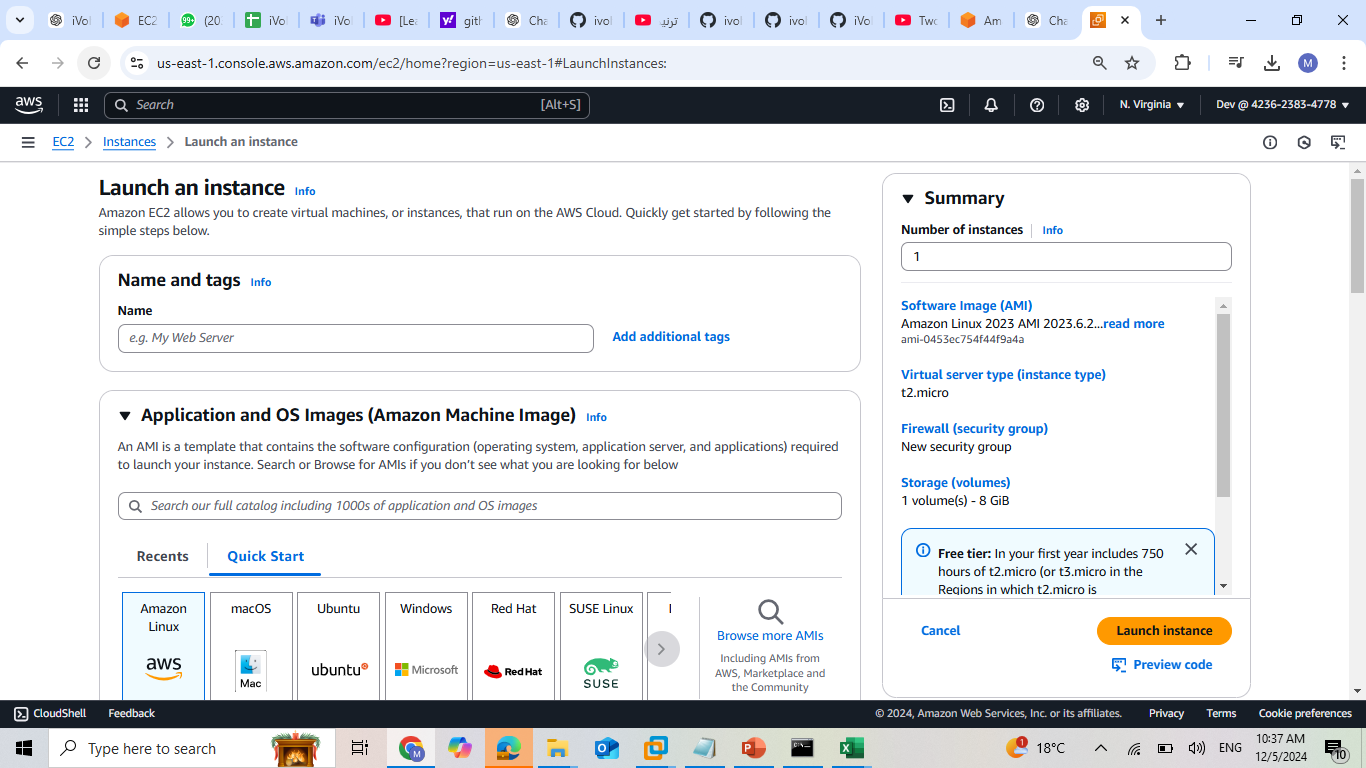 iVol
EC2
(20
iVol
iVol
[Lea
gith
Cha
ivol
ترتيـ
ivol
ivol
iVol
Two
Am
Cha
us-east-1.console.aws.amazon.com/ec2/home?region=us-east-1#LaunchInstances:
M
aws
Search
[Alt+S]
N. Virginia
Dev @ 4236-2383-4778
EC2
Instances
Launch an instance
Launch an instance Info
Amazon EC2 allows you to create virtual machines, or instances, that run on the AWS Cloud. Quickly get started by following the
simple steps below.
Name and tags Info
Name
e.g. My Web Server
Add additional tags
Application and OS Images (Amazon Machine Image) Info
An AMI is a template that contains the software configuration (operating system, application server, and applications) required
to launch your instance. Search or Browse for AMIs if you don't see what you are looking for below
Search our full catalog including 1000s of application and OS images
Recents
Quick Start
Amazon
Linux
aws
macOS
Mac
Ubuntu
ubuntu
Windows
Microsoft
Red Hat
Red Hat
SUSE Linux
SUSE
Browse more AMIs
Including AMIs from
AWS, Marketplace and
the Community
Summary
Number of instances Info
1
Software Image (AMI)
Amazon Linux 2023 AMI 2023.6.2...read more
ami-0453ec754f44f9a4a
Virtual server type (instance type)
t2.micro
Firewall (security group)
New security group
Storage (volumes)
1 volume(s) - 8 GiB
Free tier: In your first year includes 750
hours of t2.micro (or t3.micro in the
Regions in which t2.micro is
Cancel
Launch instance
Preview code
CloudShell
Feedback
© 2024, Amazon Web Services, Inc. or its affiliates.
Privacy
Terms
Cookie preferences
Type here to search
18°C
ENG
10:37 AM
12/5/2024
10